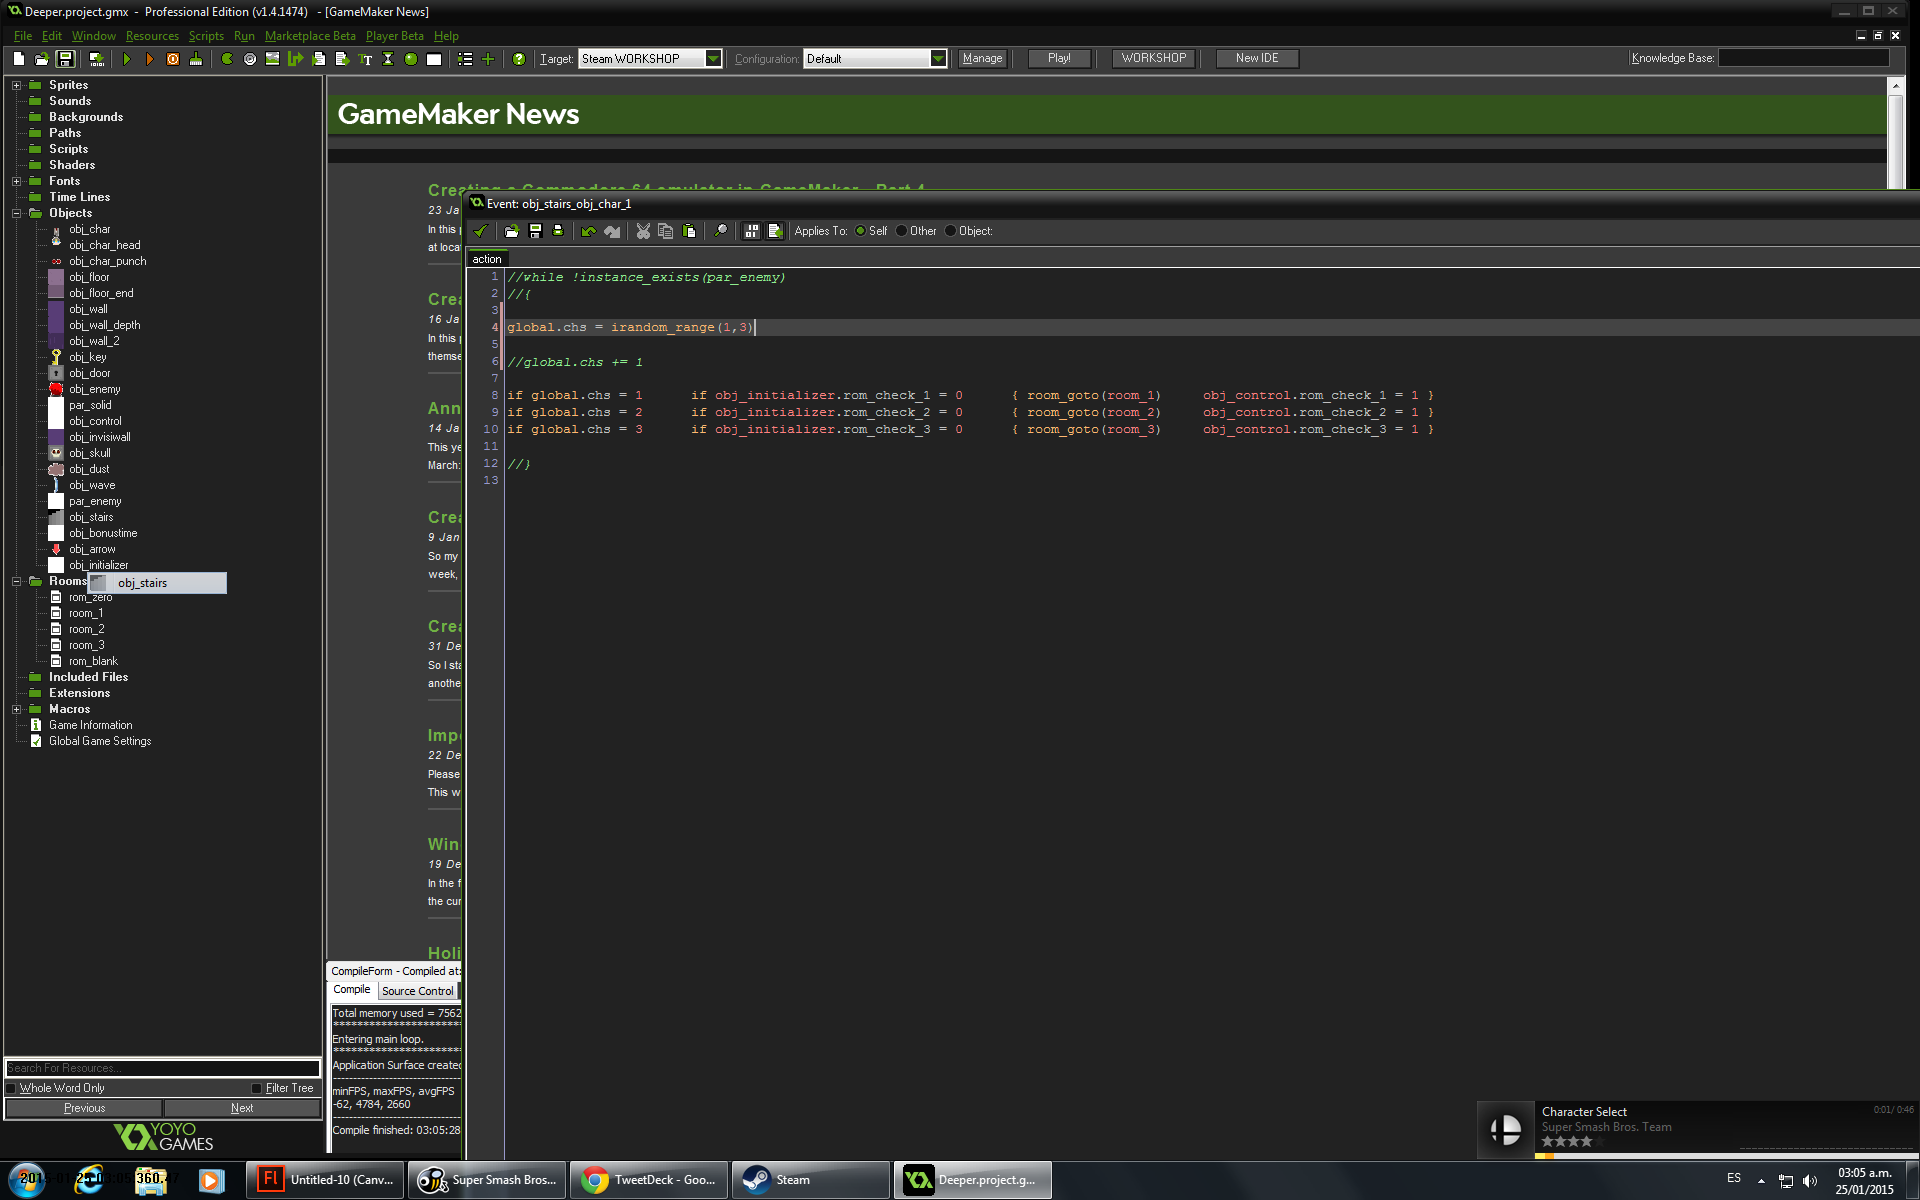 Deeper.project.gmx - Professional Edition (v1.4.1474) - [GameMaker News]
File Edit Window Resources Scripts Run Marketplace Beta Player Beta Help
Target: Steam WORKSHOP Configuration: Default Manage Play! WORKSHOP New IDE Knowledge Base:
Sprites
Sounds
Backgrounds
Paths
Scripts
Shaders
Fonts
Time Lines
Objects
obj_char
obj_char_head
obj_char_punch
obj_floor
obj_floor_end
obj_wall
obj_wall_depth
obj_wall_2
obj_key
obj_door
obj_enemy
par_solid
obj_control
obj_invisiwall
obj_skull
obj_dust
obj_wave
par_enemy
obj_stairs
obj_bonustime
obj_arrow
obj_initializer
Rooms
obj_stairs
rom_zero
room_1
room_2
room_3
rom_blank
Included Files
Extensions
Macros
Game Information
Global Game Settings
Search For Resources...
Whole Word Only Filter Tree
Previous Next
YOYO
GAMES
GameMaker News
Creating a Commodore 64 emulator in GameMaker - Part 4
23 Ja
In this
at locat
Crea
16 Ja
In this
themse
Ann
14 Ja
This ye
March:
Crea
9 Jan
So my
week,
Crea
31 De
So I sta
anothe
Impo
22 De
Please
This w
Win
19 De
In the f
the cur
Holi
Event: obj_stairs_obj_char_1
Applies To: Self Other Object:
action
1 //while !instance_exists(par_enemy)
2 //{
3
4 global.chs = irandom_range(1,3)
5
6 //global.chs += 1
7
8 if global.chs = 1 if obj_initializer.rom_check_1 = 0 { room_goto(room_1) obj_control.rom_check_1 = 1 }
9 if global.chs = 2 if obj_initializer.rom_check_2 = 0 { room_goto(room_2) obj_control.rom_check_2 = 1 }
10 if global.chs = 3 if obj_initializer.rom_check_3 = 0 { room_goto(room_3) obj_control.rom_check_3 = 1 }
11
12 //}
13
CompileForm - Compiled at:
Compile Source Control
Total memory used = 7562
**********************
Entering main loop.
**********************
Application Surface created
minFPS, maxFPS, avgFPS
-62, 4784, 2660
Compile finished: 03:05:28
Character Select 0:01/ 0:46
Super Smash Bros. Team
Untitled-10 (Canv... Super Smash Bros... TweetDeck - Goo... Steam Deeper.project.g...
ES 03:05 a.m.
25/01/2015